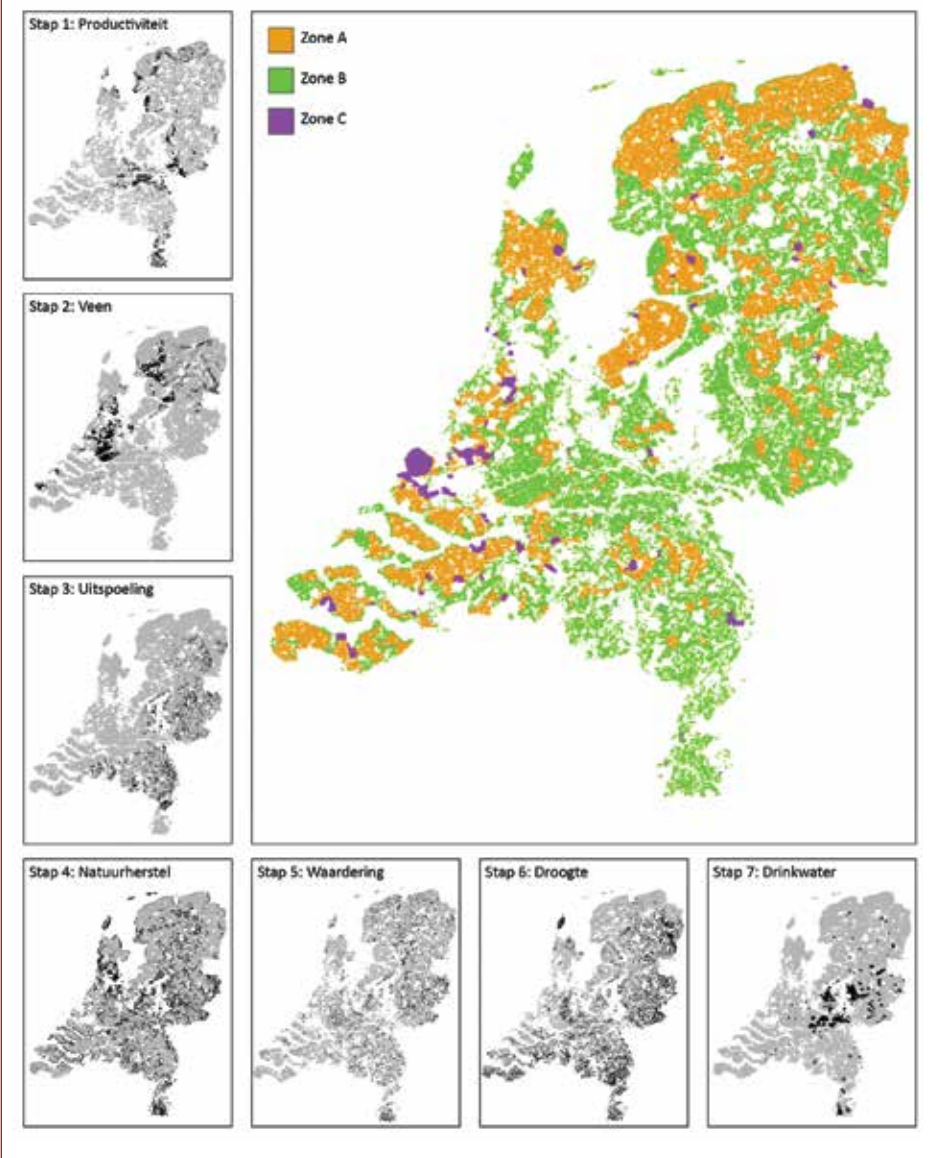 Stap 1: Productiviteit
Zone A
Zone B
Zone C
Stap 2: Veen
Stap 3: Uitspoeling
Stap 4: Natuurherstel
Stap 5: Waardering
Stap 6: Droogte
Stap 7: Drinkwater